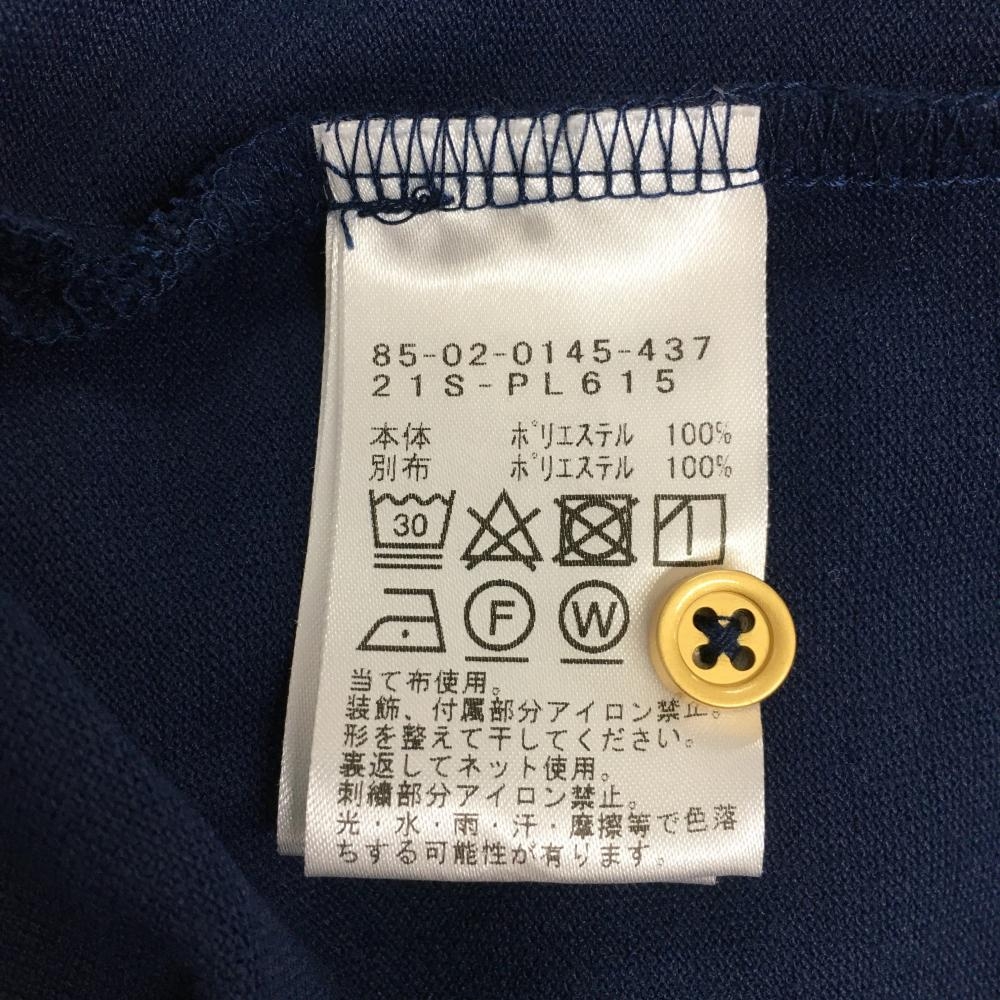 85-02-0145-437
21S-PL615
本体 ポリエステル 100%
別布 ポリエステル 100%
30
F W
当て布使用。
装飾、付属部分アイロン禁止。
形を整えて干してください。
裏返してネット使用。
刺繍部分アイロン禁止。
光・水・雨・汗・摩擦等で色落
ちする可能性が有ります。